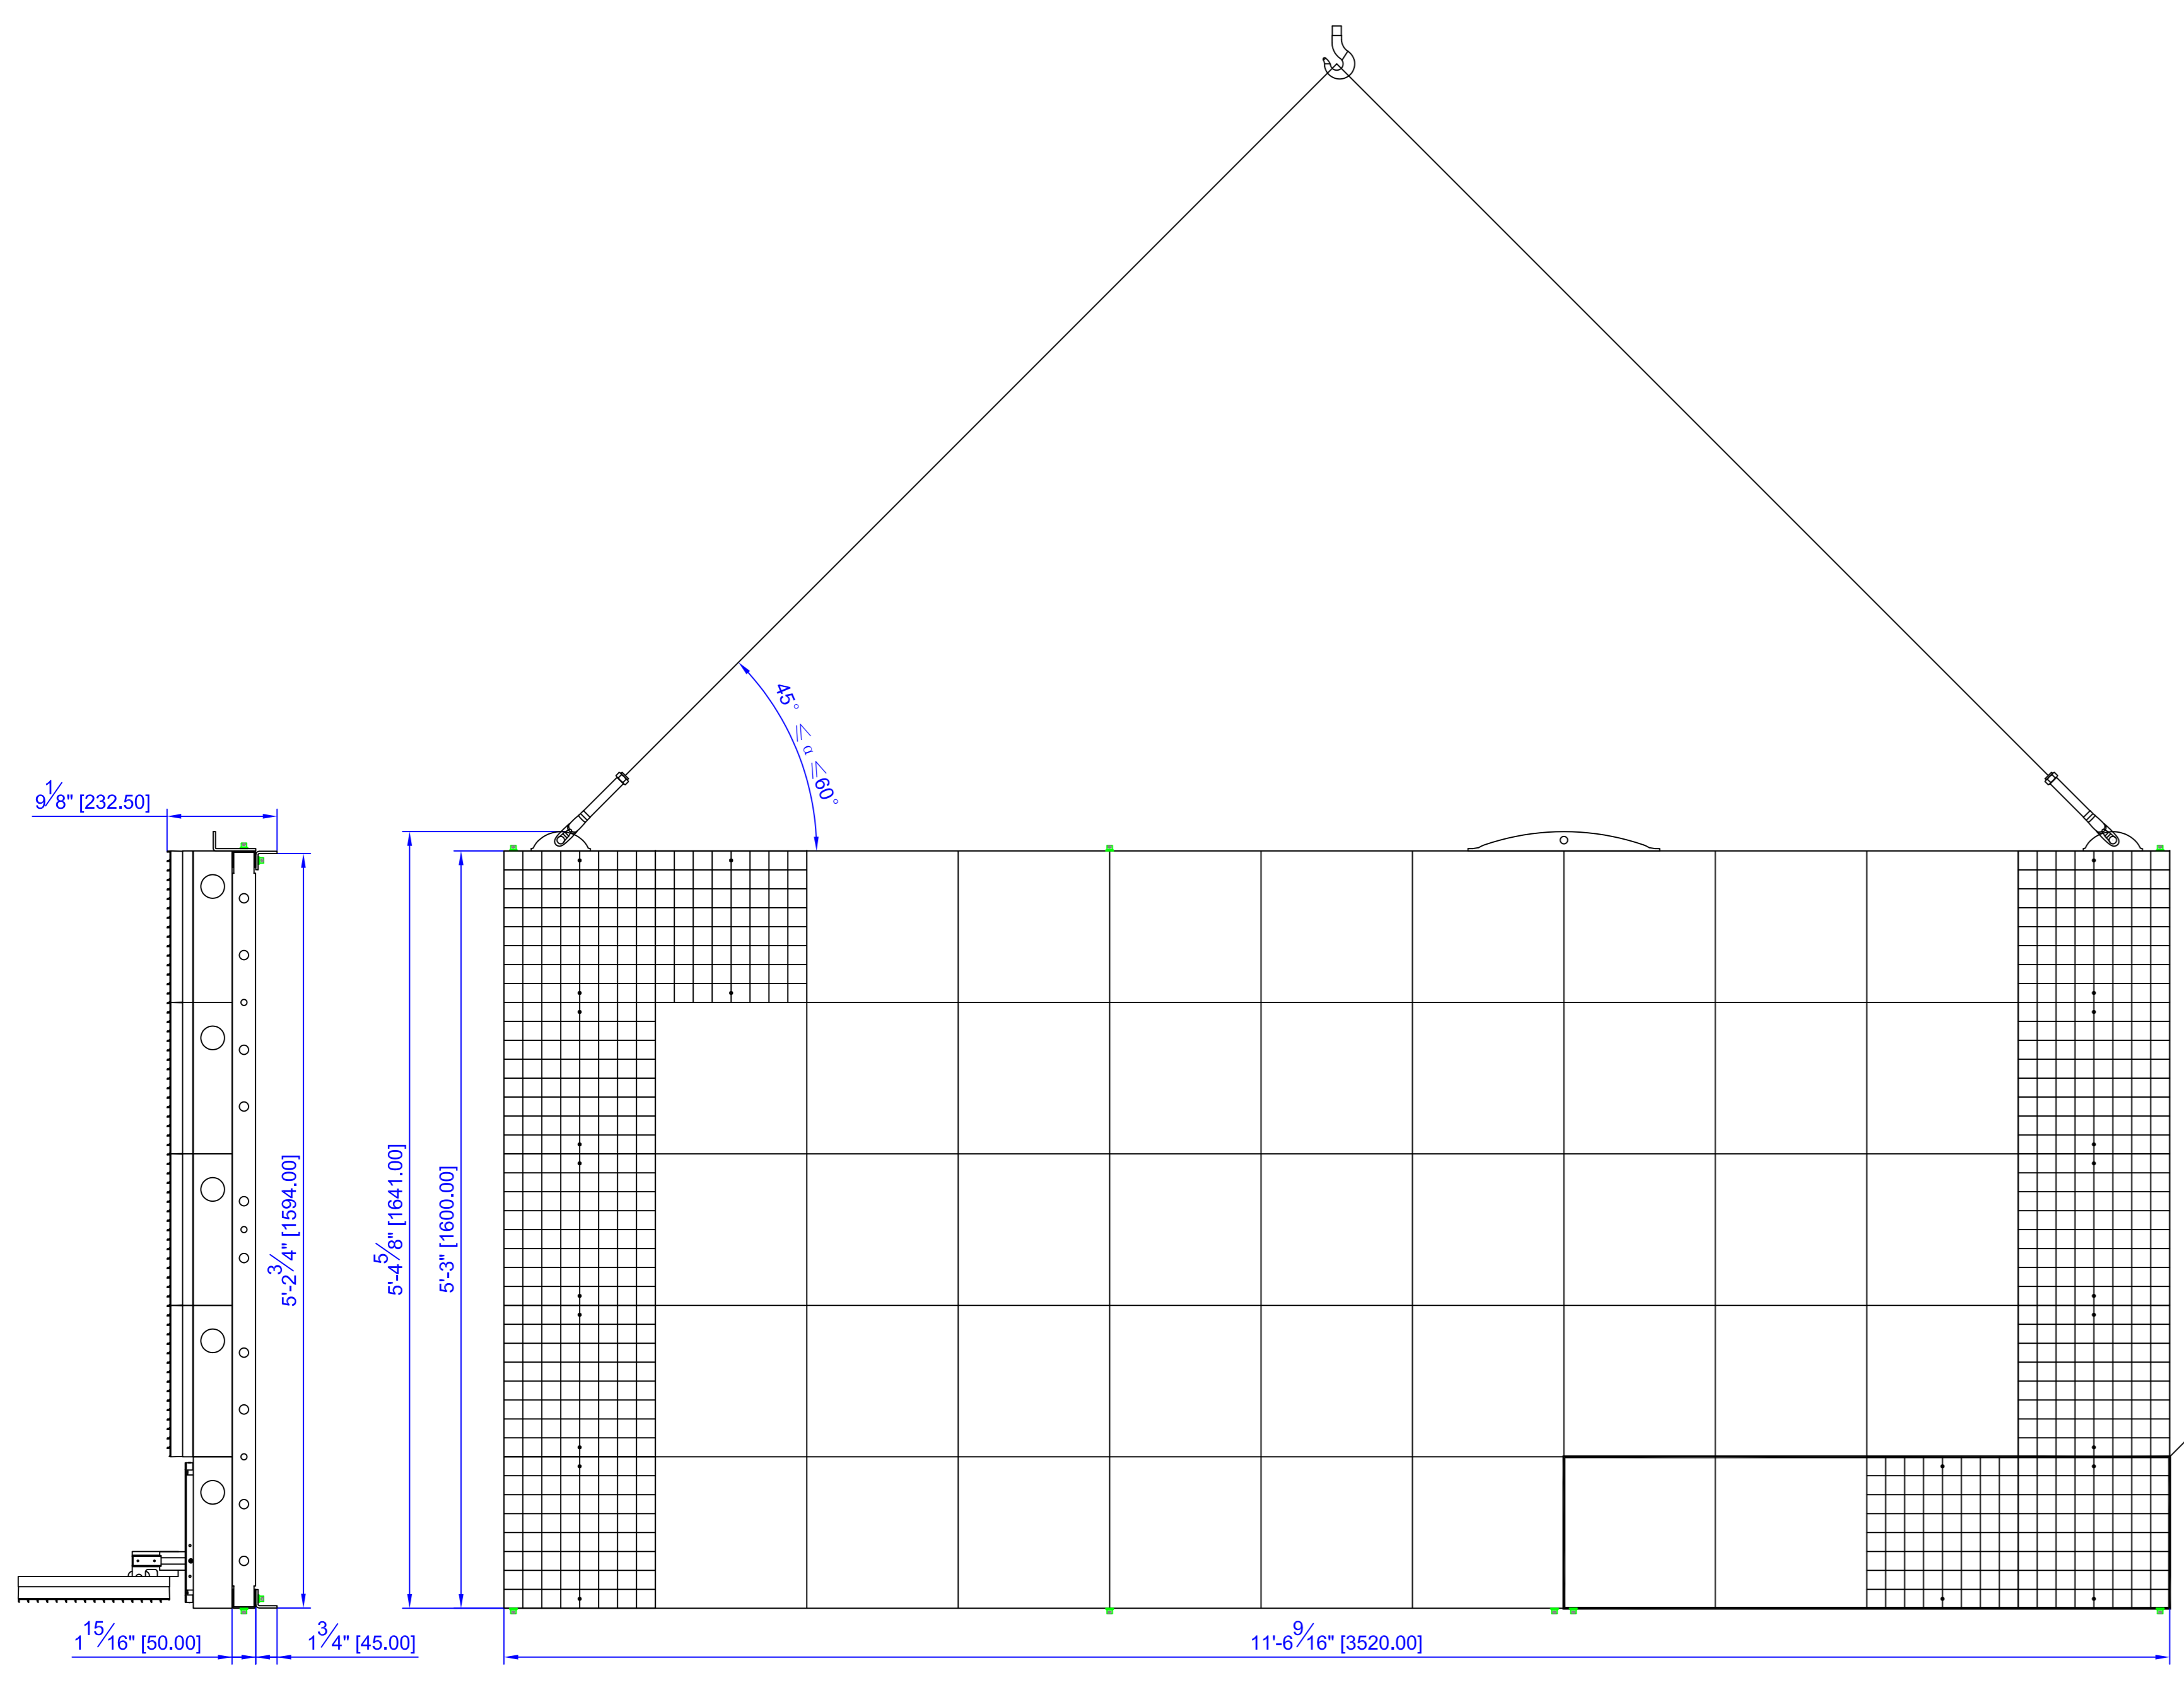 45° ≤ α ≤60°
9 1/8" [232.50]
5'-2 3/4" [1594.00]
5'-4 5/8" [1641.00]
5'-3" [1600.00]
1 15/16" [50.00]
1 3/4" [45.00]
11'-6 9/16" [3520.00]